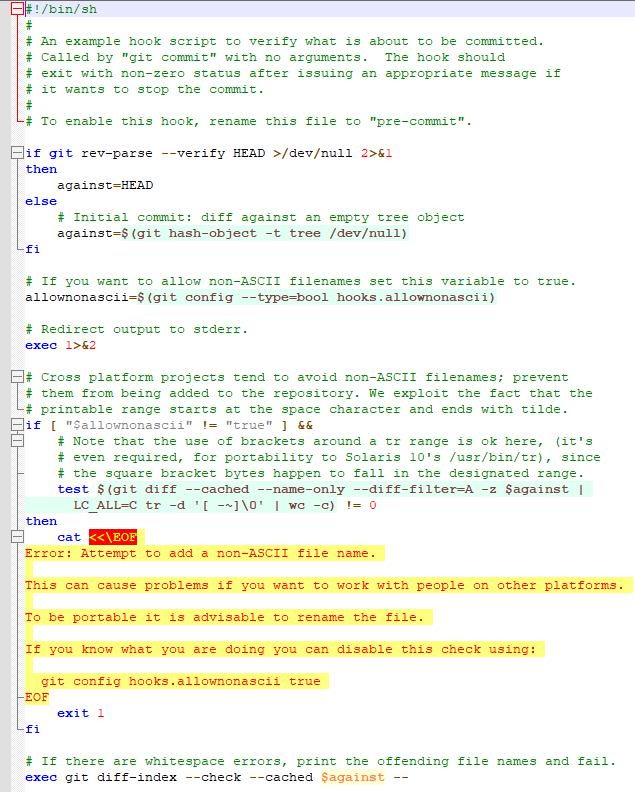 #!/bin/sh
#
# An example hook script to verify what is about to be committed.
# Called by "git commit" with no arguments.  The hook should
# exit with non-zero status after issuing an appropriate message if
# it wants to stop the commit.
#
# To enable this hook, rename this file to "pre-commit".

if git rev-parse --verify HEAD >/dev/null 2>&1
then
    against=HEAD
else
    # Initial commit: diff against an empty tree object
    against=$(git hash-object -t tree /dev/null)
fi

# If you want to allow non-ASCII filenames set this variable to true.
allownonascii=$(git config --type=bool hooks.allownonascii)

# Redirect output to stderr.
exec 1>&2

# Cross platform projects tend to avoid non-ASCII filenames; prevent
# them from being added to the repository. We exploit the fact that the
# printable range starts at the space character and ends with tilde.
if [ "$allownonascii" != "true" ] &&
    # Note that the use of brackets around a tr range is ok here, (it's
    # even required, for portability to Solaris 10's /usr/bin/tr), since
    # the square bracket bytes happen to fall in the designated range.
    test $(git diff --cached --name-only --diff-filter=A -z $against |
      LC_ALL=C tr -d '[ -~]\0' | wc -c) != 0
then
    cat <<\EOF
Error: Attempt to add a non-ASCII file name.

This can cause problems if you want to work with people on other platforms.

To be portable it is advisable to rename the file.

If you know what you are doing you can disable this check using:

  git config hooks.allownonascii true
EOF
    exit 1
fi

# If there are whitespace errors, print the offending file names and fail.
exec git diff-index --check --cached $against --